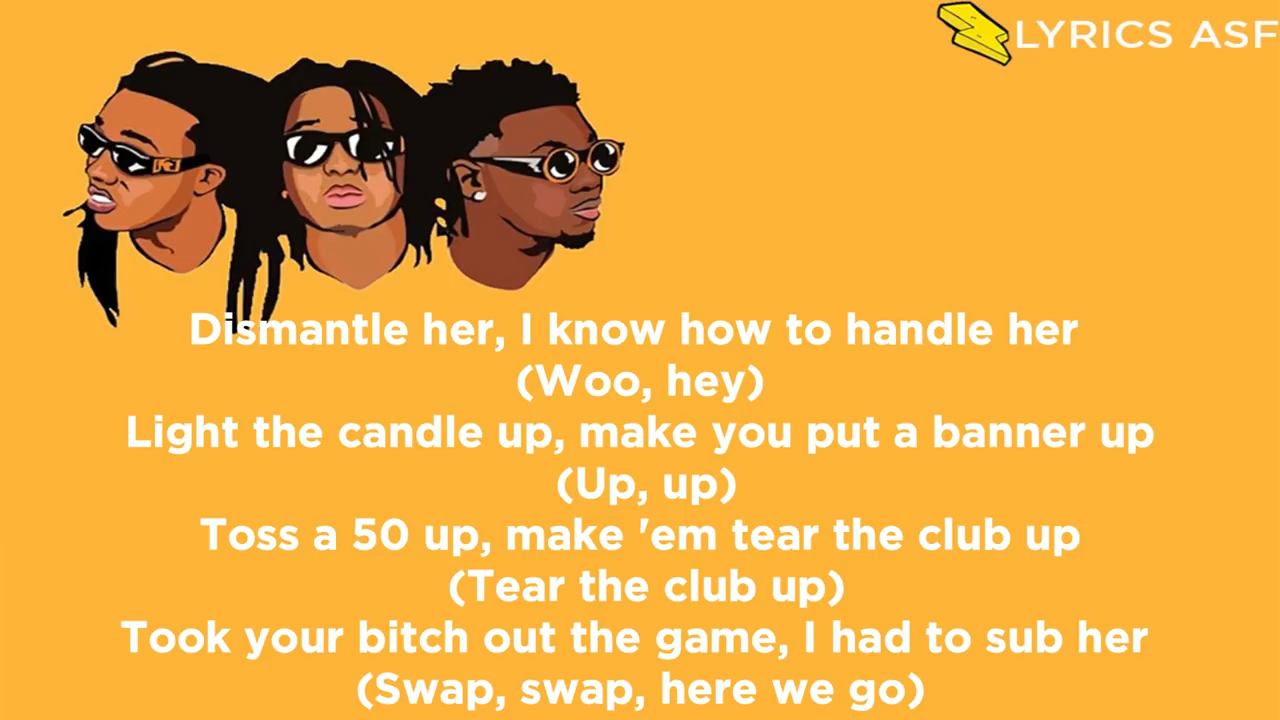 LYRICS ASF
Dismantle her, I know how to handle her
(Woo, hey)
Light the candle up, make you put a banner up
(Up, up)
Toss a 50 up, make 'em tear the club up
(Tear the club up)
Took your bitch out the game, I had to sub her
(Swap, swap, here we go)